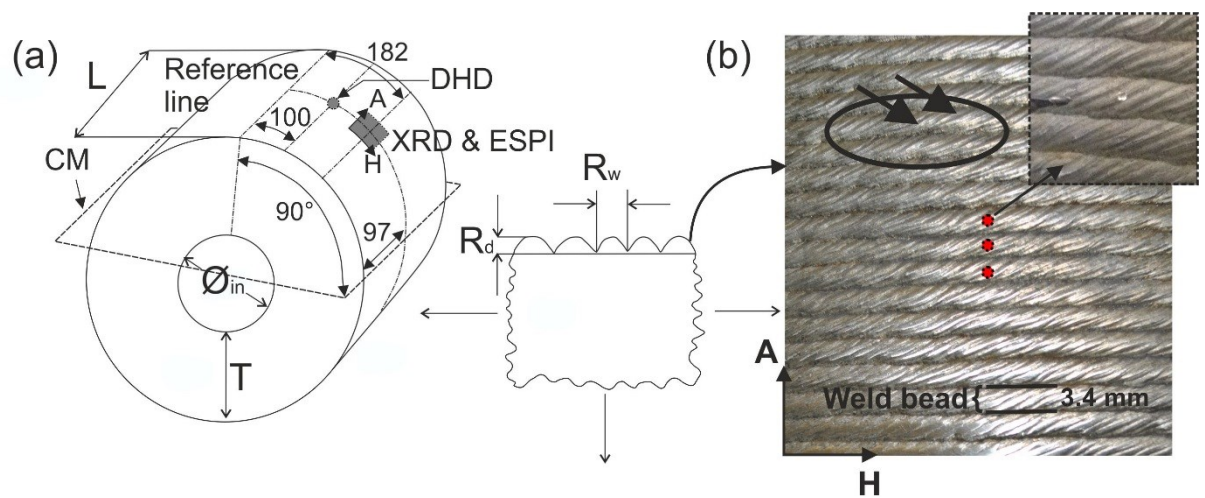 (a)
L
Reference
line
182
DHD
A
100
XRD & ESPI
H
CM
90°
97
Øin
T
Rw
Rd
(b)
A
Weld bead{
3.4 mm
H